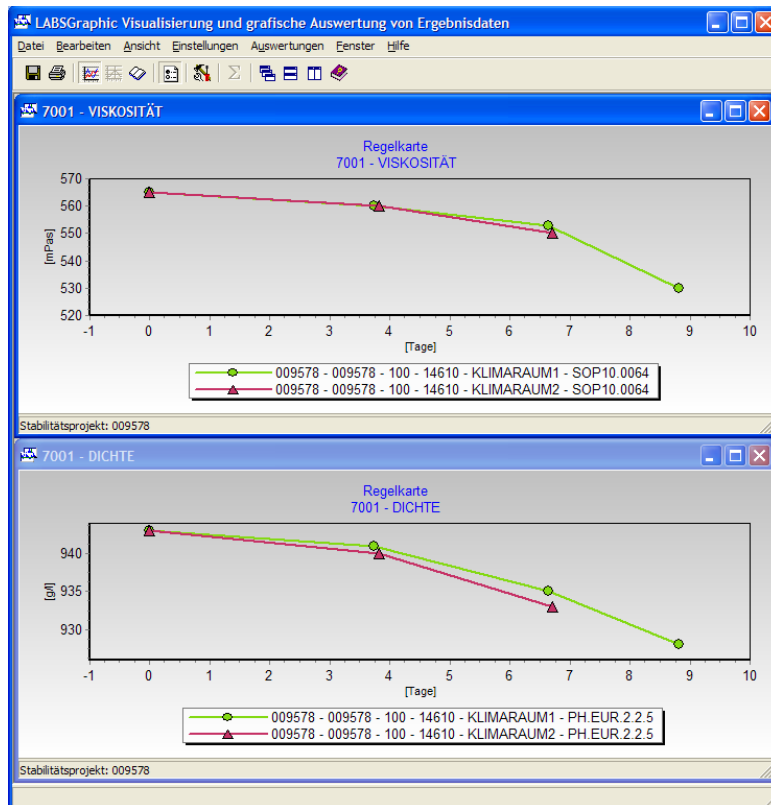 LABSGraphic Visualisierung und grafische Auswertung von Ergebnisdaten
Datei Bearbeiten Ansicht Einstellungen Auswertungen Fenster Hilfe
7001 - VISKOSITÄT
Regelkarte
7001 - VISKOSITÄT
570
560
550
540
530
520
[mPas]
-1 0 1 2 3 4 5 6 7 8 9 10
[Tage]
009578 - 009578 - 100 - 14610 - KLIMARAUM1 - SOP10.0064
009578 - 009578 - 100 - 14610 - KLIMARAUM2 - SOP10.0064
Stabilitätsprojekt: 009578
7001 - DICHTE
Regelkarte
7001 - DICHTE
940
935
930
[g/l]
-1 0 1 2 3 4 5 6 7 8 9 10
[Tage]
009578 - 009578 - 100 - 14610 - KLIMARAUM1 - PH.EUR.2.2.5
009578 - 009578 - 100 - 14610 - KLIMARAUM2 - PH.EUR.2.2.5
Stabilitätsprojekt: 009578